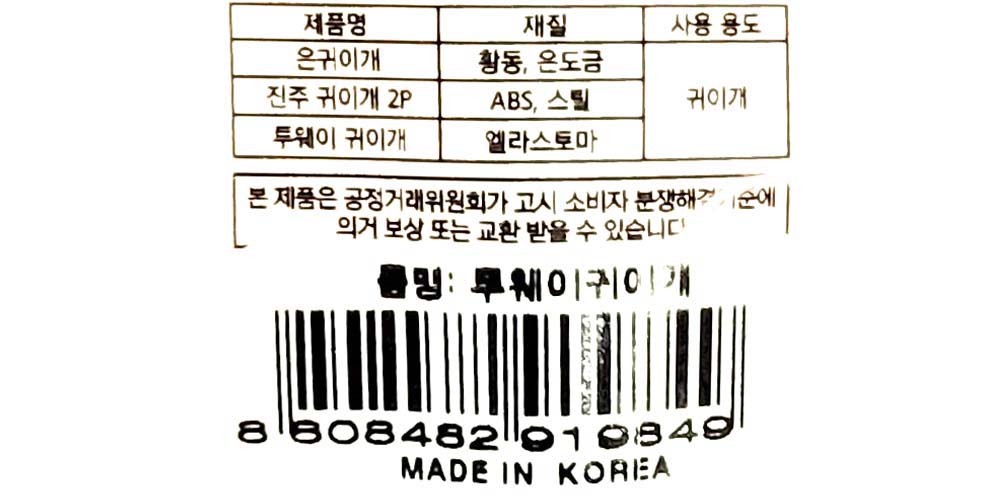 제품명 재질 사용 용도
은귀이개 황동, 은도금
진주 귀이개 2P ABS, 스틸 귀이개
투웨이 귀이개 엘라스토마
본 제품은 공정거래위원회가 고시 소비자 분쟁해결기준에
의거 보상 또는 교환 받을 수 있습니다
품명: 투웨이귀이개
8 808482 919849
MADE IN KOREA